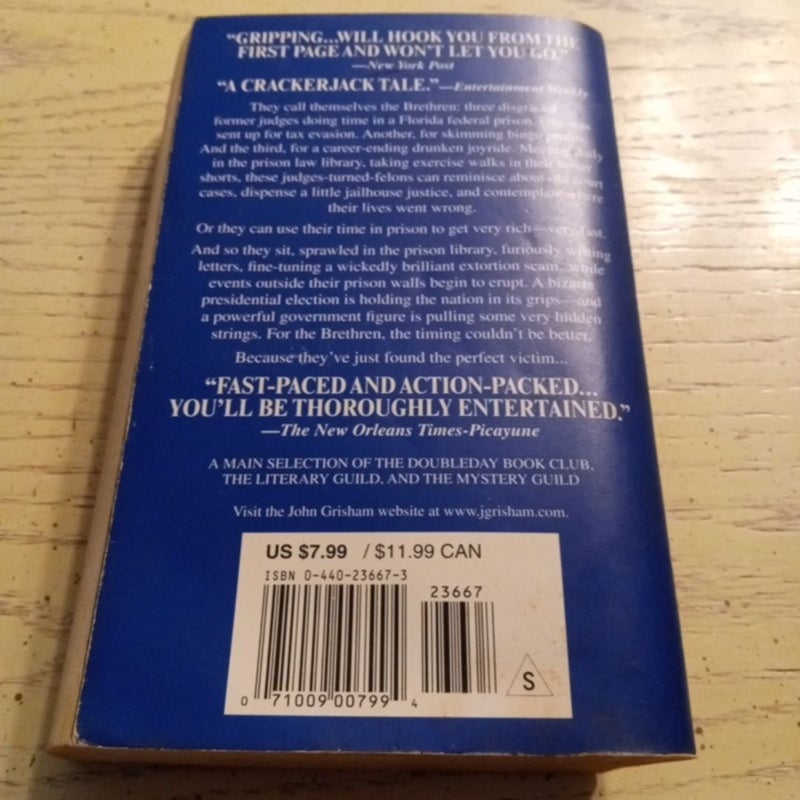 “GRIPPING...WILL HOOK YOU FROM THE
FIRST PAGE AND WON'T LET YOU GO.”
—New York Post
“A CRACKERJACK TALE.”—Entertainment Weekly
They call themselves the Brethren: three disgraced
former judges doing time in a Florida federal prison. One was
sent up for tax evasion. Another, for skimming bingo
And the third, for a career-ending drunken joyride. Meeting daily
in the prison law library, taking exercise walks in their boxer
shorts, these judges-turned-felons can reminisce about old court
cases, dispense a little jailhouse justice, and contemplate where
their lives went wrong.
Or they can use their time in prison to get very rich—very fast.
And so they sit, sprawled in the prison library, furiously writing
letters, fine-tuning a wickedly brilliant extortion scam...while
events outside their prison walls begin to erupt. A bizarre
presidential election is holding the nation in its grips—and
a powerful government figure is pulling some very hidden
strings. For the Brethren, the timing couldn't be better.
Because they've just found the perfect victim...
“FAST-PACED AND ACTION-PACKED...
YOU'LL BE THOROUGHLY ENTERTAINED.”
—The New Orleans Times-Picayune
A MAIN SELECTION OF THE DOUBLEDAY BOOK CLUB,
THE LITERARY GUILD, AND THE MYSTERY GUILD
Visit the John Grisham website at www.jgrisham.com.
US $7.99 / $11.99 CAN
ISBN 0-440-23667-3
23667
S
0 71009 00799 4